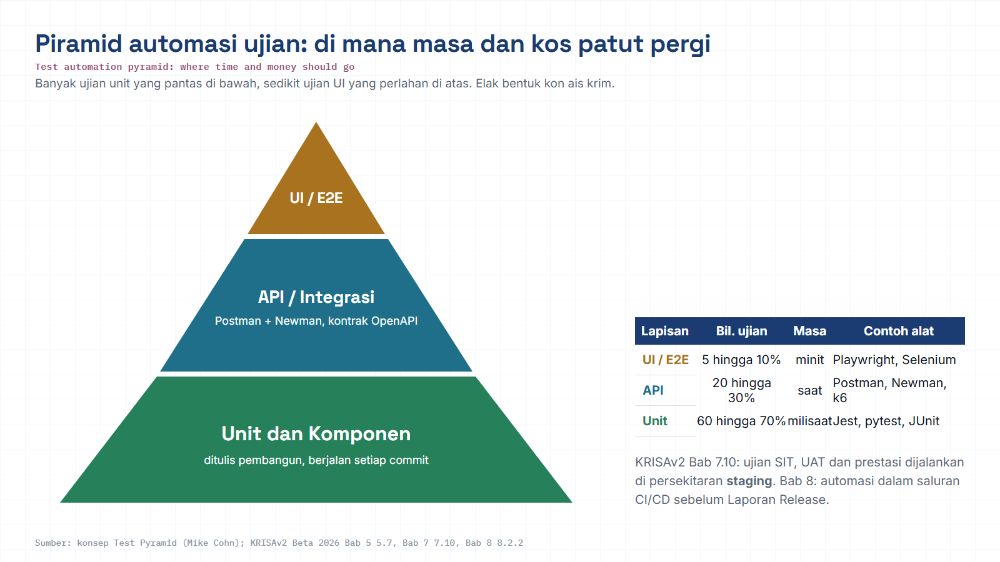 Piramid automasi ujian: di mana masa dan kos patut pergi
Test automation pyramid: where time and money should go
Banyak ujian unit yang pantas di bawah, sedikit ujian UI yang perlahan di atas. Elak bentuk kon ais krim.
UI / E2E
API / Integrasi
Postman + Newman, kontrak OpenAPI
Unit dan Komponen
ditulis pembangun, berjalan setiap commit
Lapisan Bil. ujian Masa Contoh alat
UI / E2E 5 hingga 10% minit Playwright, Selenium
API 20 hingga 30% saat Postman, Newman, k6
Unit 60 hingga 70% milisaat Jest, pytest, JUnit
KRISAv2 Bab 7.10: ujian SIT, UAT dan prestasi dijalankan
di persekitaran staging. Bab 8: automasi dalam saluran
CI/CD sebelum Laporan Release.
Sumber: konsep Test Pyramid (Mike Cohn); KRISAv2 Beta 2026 Bab 5 5.7, Bab 7 7.10, Bab 8 8.2.2